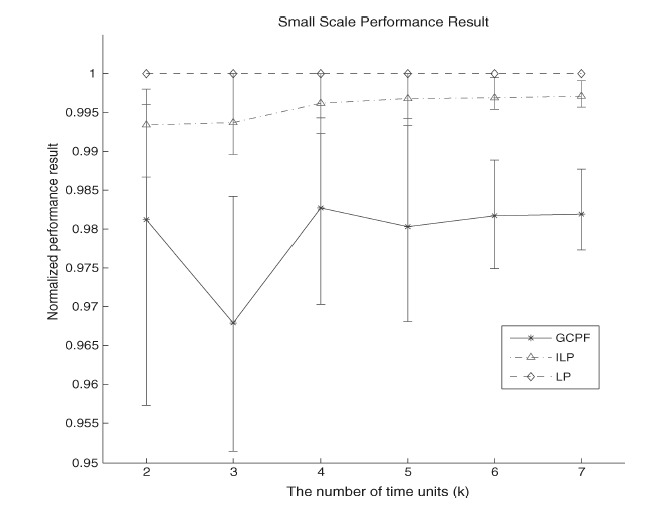 Small Scale Performance Result
Normalized performance result
1
0.995
0.99
0.985
0.98
0.975
0.97
0.965
0.96
0.955
0.95
2 3 4 5 6 7
The number of time units (k)
GCPF
ILP
LP